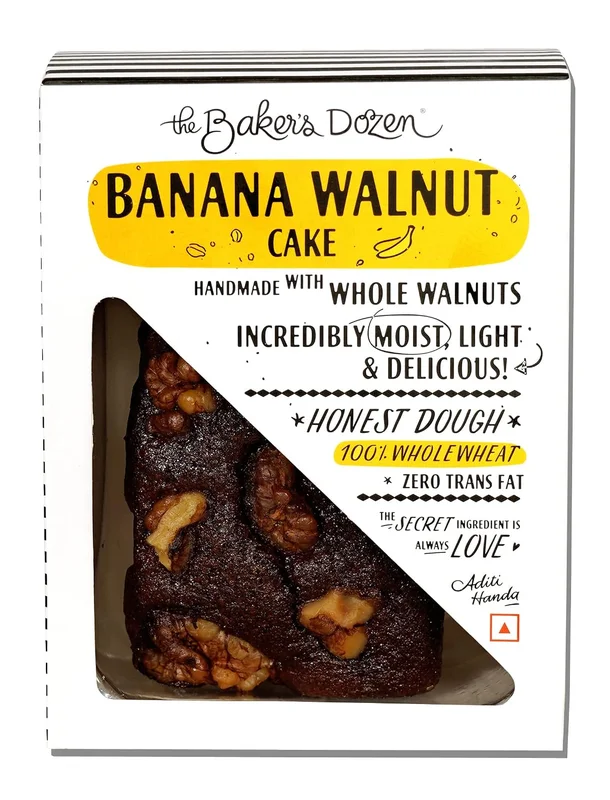 the Baker's Dozen®
BANANA WALNUT
CAKE
HANDMADE WITH WHOLE WALNUTS
INCREDIBLY MOIST, LIGHT
& DELICIOUS!
*HONEST DOUGH*
100% WHOLEWHEAT
* ZERO TRANS FAT
THE SECRET INGREDIENT IS
ALWAYS LOVE ♥
Aditi
Handa